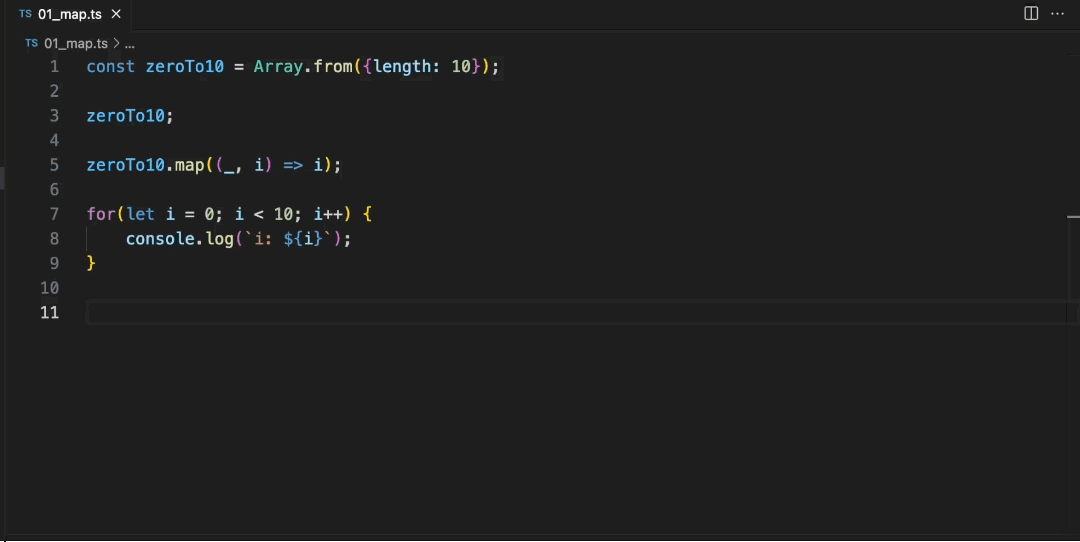 TS 01_map.ts ×
TS 01_map.ts > ...
1 const zeroTo10 = Array.from({length: 10});
2
3 zeroTo10;
4
5 zeroTo10.map((_, i) => i);
6
7 for(let i = 0; i < 10; i++) {
8     console.log(`i: ${i}`);
9 }
10
11